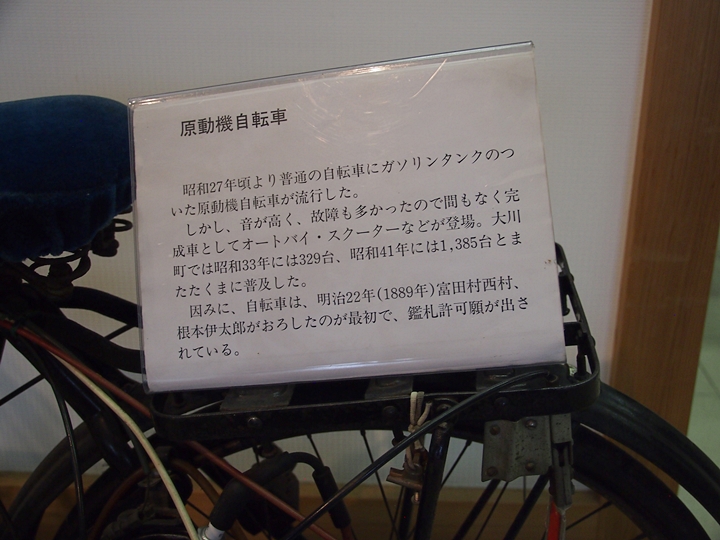 原動機自転車
昭和27年頃より普通の自転車にガソリンタンクのつ
いた原動機自転車が流行した。
しかし、音が高く、故障も多かったので間もなく完
成車としてオートバイ・スクーターなどが登場。大川
町では昭和33年には329台、昭和41年には1,385台とま
たたくまに普及した。
因みに、自転車は、明治22年(1889年)富田村西村、
根本伊太郎がおろしたのが最初で、鑑札許可願が出さ
れている。